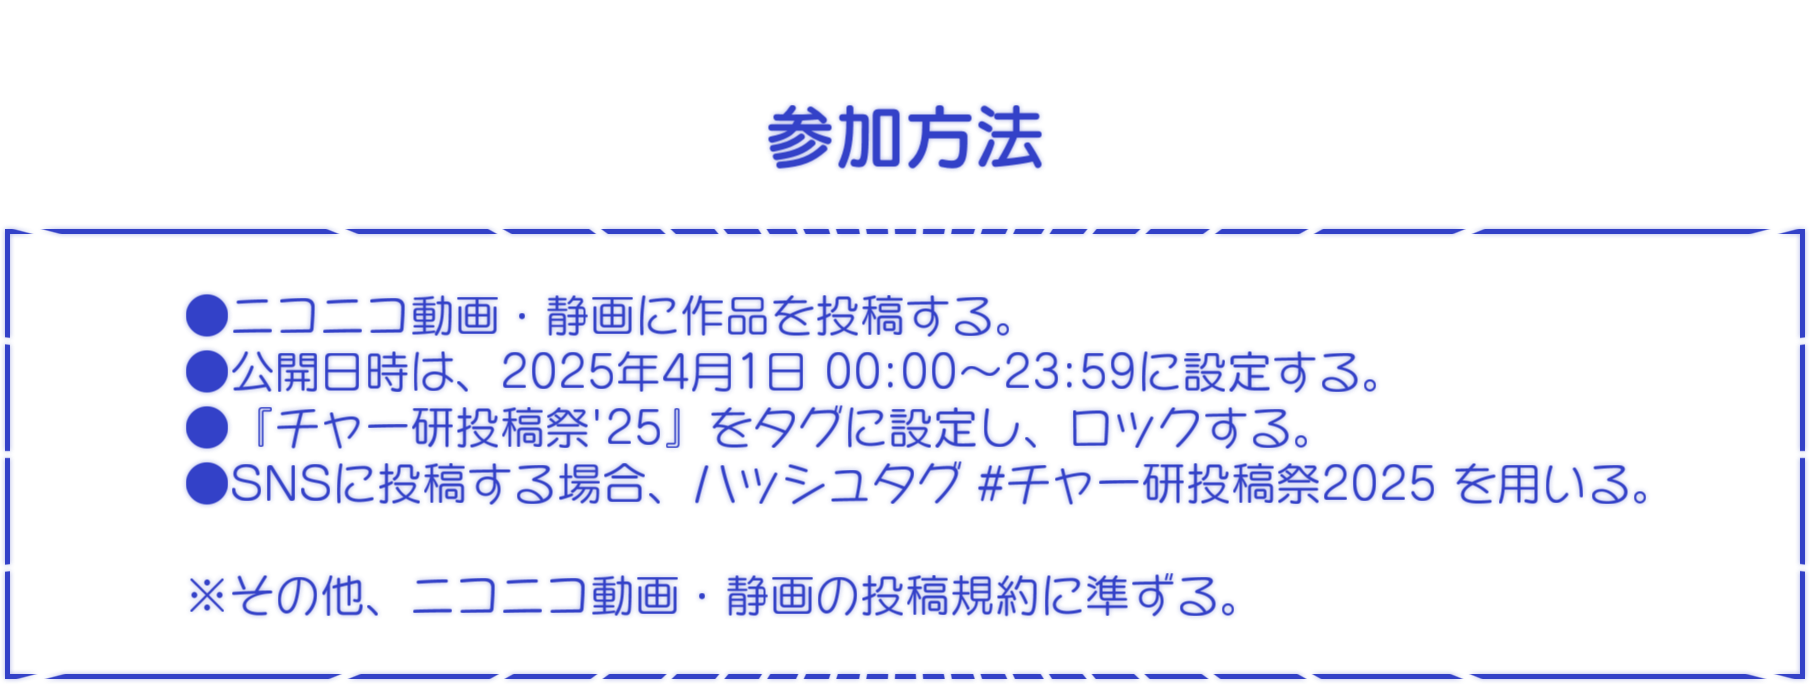 参加方法
●ニコニコ動画・静画に作品を投稿する。
●公開日時は、2025年4月1日 00:00～23:59に設定する。
●『チャー研投稿祭'25』をタグに設定し、ロックする。
●SNSに投稿する場合、ハッシュタグ #チャー研投稿祭2025 を用いる。
※その他、ニコニコ動画・静画の投稿規約に準ずる。